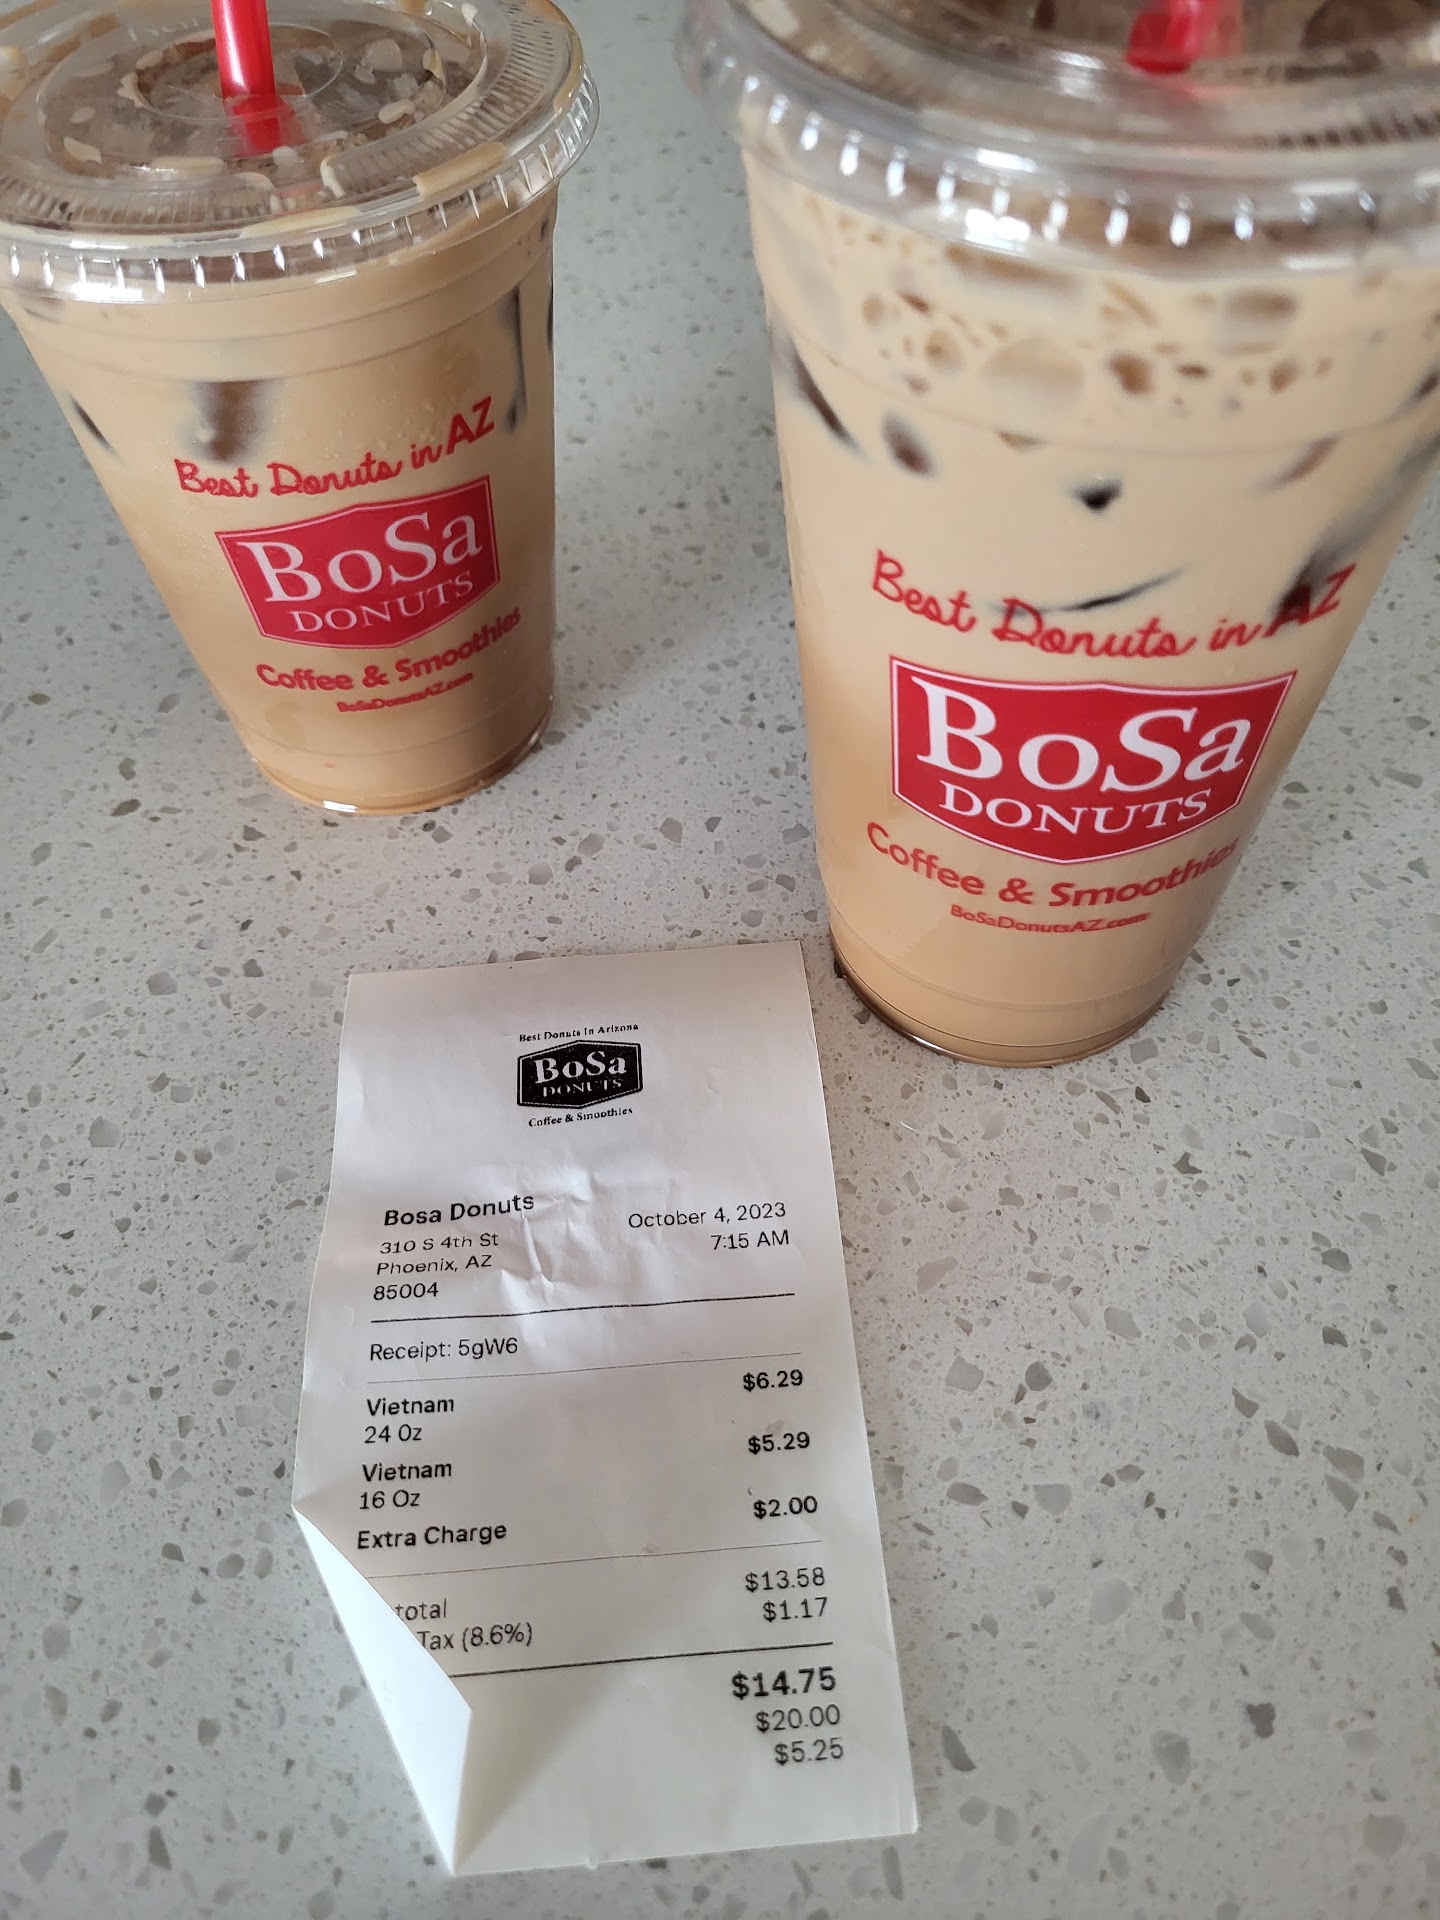 Best Donuts in AZ
BoSa
DONUTS
Coffee & Smoothies
BoSaDonutsAZ.com
Best Donuts in AZ
BoSa
DONUTS
Coffee & Smoothies
BoSaDonutsAZ.com
Best Donuts In Arizona
BoSa
DONUTS
Coffee & Smoothies
Bosa Donuts October 4, 2023
310 S 4th St 7:15 AM
Phoenix, AZ
85004
Receipt: 5gW6
Vietnam $6.29
24 Oz
Vietnam $5.29
16 Oz
Extra Charge $2.00
total $13.58
Tax (8.6%) $1.17
$14.75
$20.00
$5.25